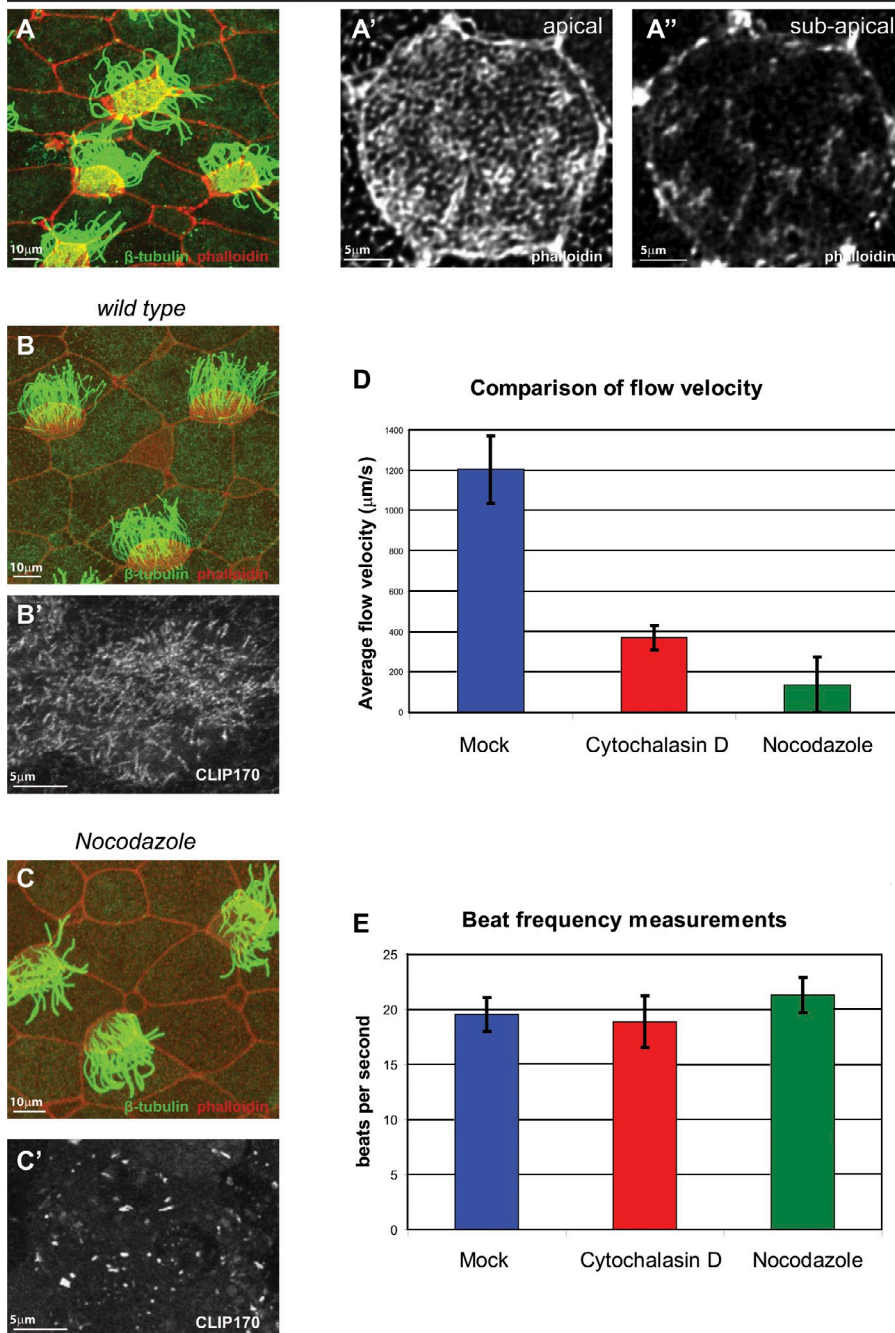 A
10μm
β-tubulin phalloidin
A'
apical
5μm
phalloidin
A''
sub-apical
5μm
phalloidin
wild type
B
10μm
β-tubulin phalloidin
B'
5μm
CLIP170
Nocodazole
C
10μm
β-tubulin phalloidin
C'
5μm
CLIP170
D
Comparison of flow velocity
Average flow velocity (μm/s)
1400
1200
1000
800
600
400
200
0
Mock
Cytochalasin D
Nocodazole
E
Beat frequency measurements
beats per second
25
20
15
10
5
0
Mock
Cytochalasin D
Nocodazole